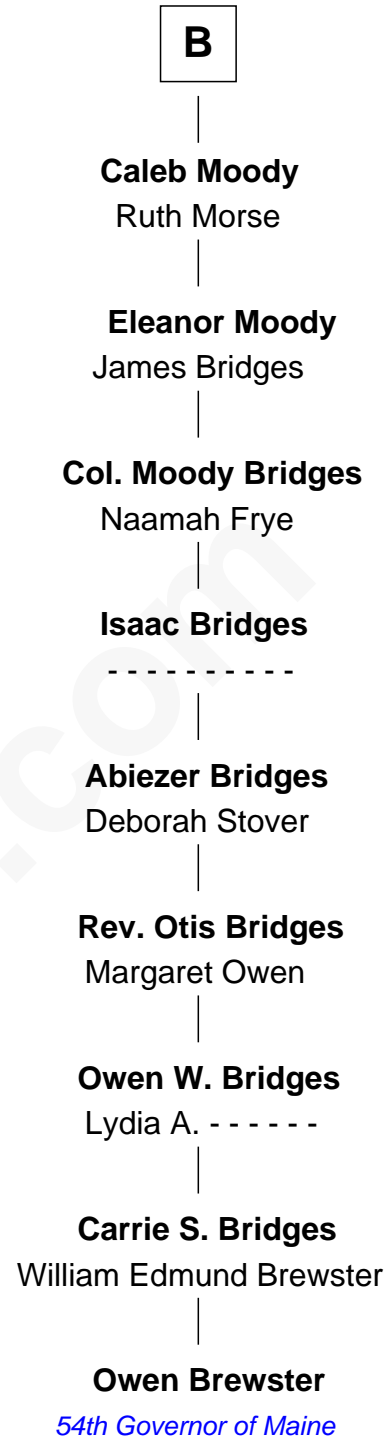 B
Caleb Moody
Ruth Morse
Eleanor Moody
James Bridges
Col. Moody Bridges
Naamah Frye
Isaac Bridges
- - - - - - - - - -
Abiezer Bridges
Deborah Stover
Rev. Otis Bridges
Margaret Owen
Owen W. Bridges
Lydia A. - - - - - -
Carrie S. Bridges
William Edmund Brewster
Owen Brewster
54th Governor of Maine
.com